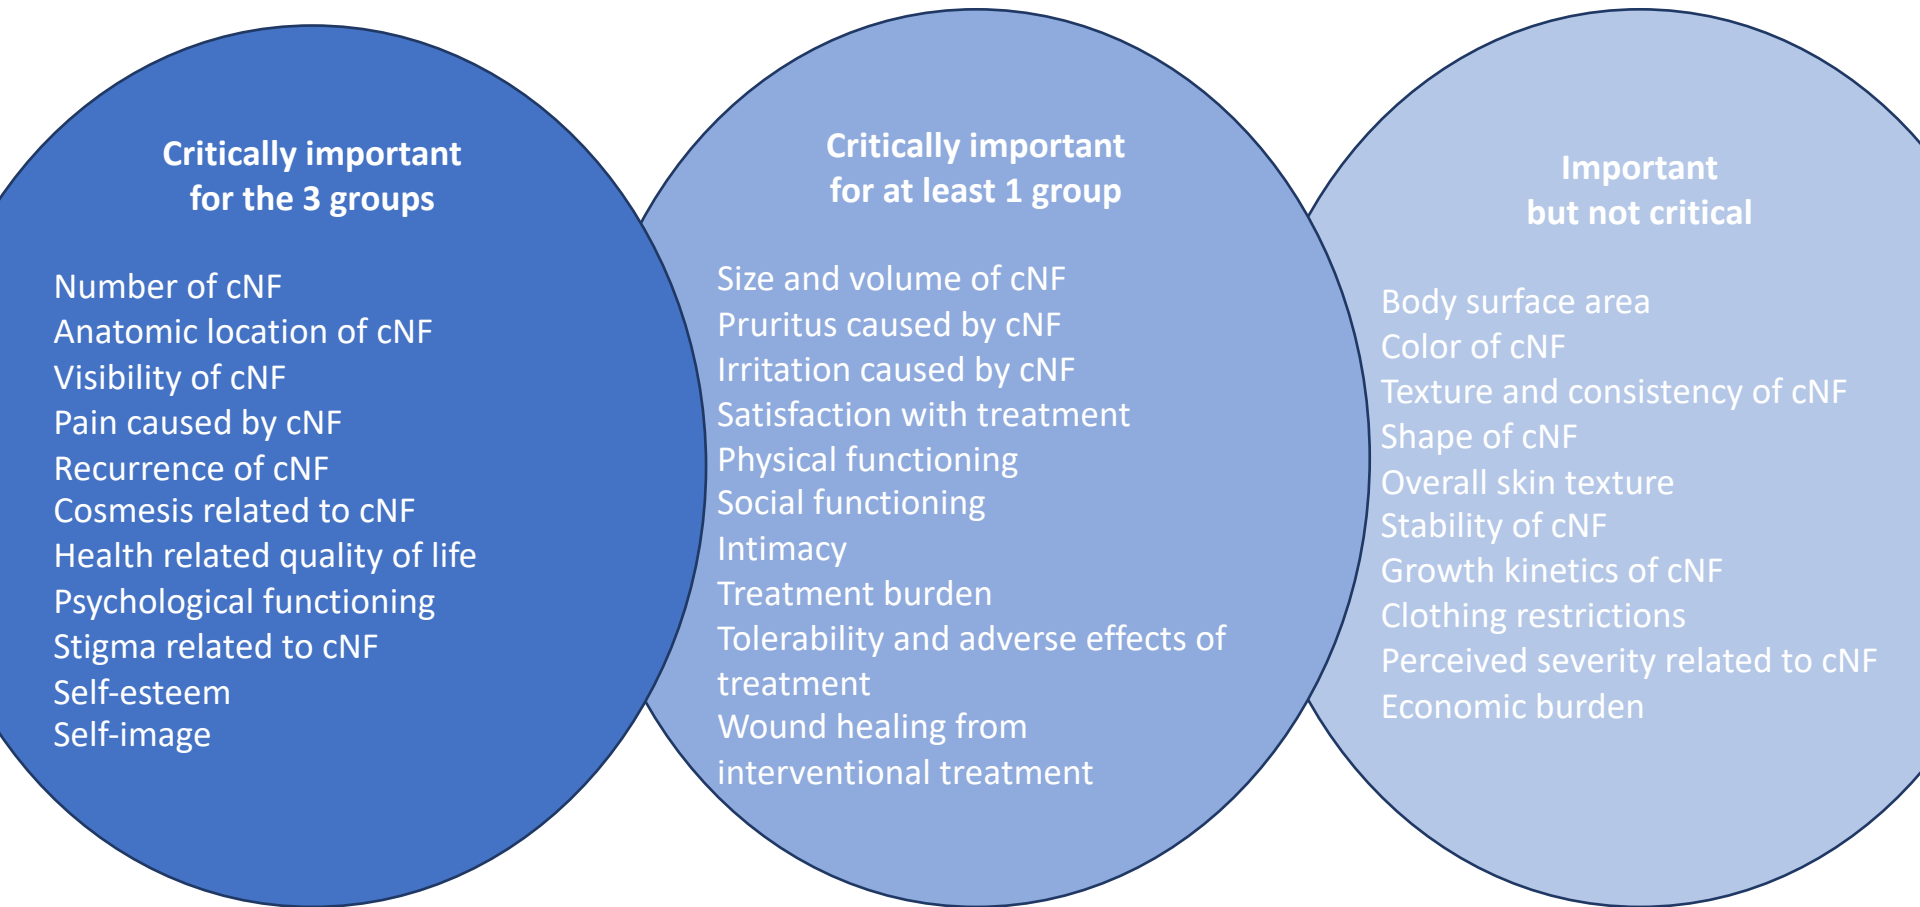 Critically important
for the 3 groups
Number of cNF
Anatomic location of cNF
Visibility of cNF
Pain caused by cNF
Recurrence of cNF
Cosmesis related to cNF
Health related quality of life
Psychological functioning
Stigma related to cNF
Self-esteem
Self-image
Critically important
for at least 1 group
Size and volume of cNF
Pruritus caused by cNF
Irritation caused by cNF
Satisfaction with treatment
Physical functioning
Social functioning
Intimacy
Treatment burden
Tolerability and adverse effects of
treatment
Wound healing from
interventional treatment
Important
but not critical
Body surface area
Color of cNF
Texture and consistency of cNF
Shape of cNF
Overall skin texture
Stability of cNF
Growth kinetics of cNF
Clothing restrictions
Perceived severity related to cNF
Economic burden